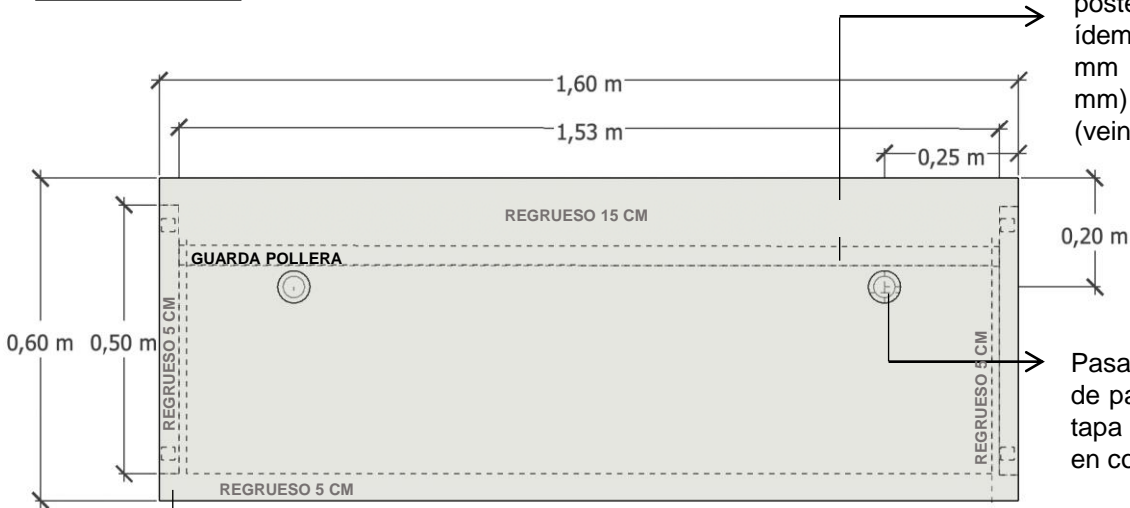 ídem
mm
mm)
1,60 m
1,53 m
(vein
0,25 m
REGRUESO 15 CM
0,20 m
GUARDA POLLERA
REGRUESO 5 CM
0,60 m
0,50 m
REGRUESO 5 CM
Pasa
de pa
tapa
en co
REGRUESO 5 CM